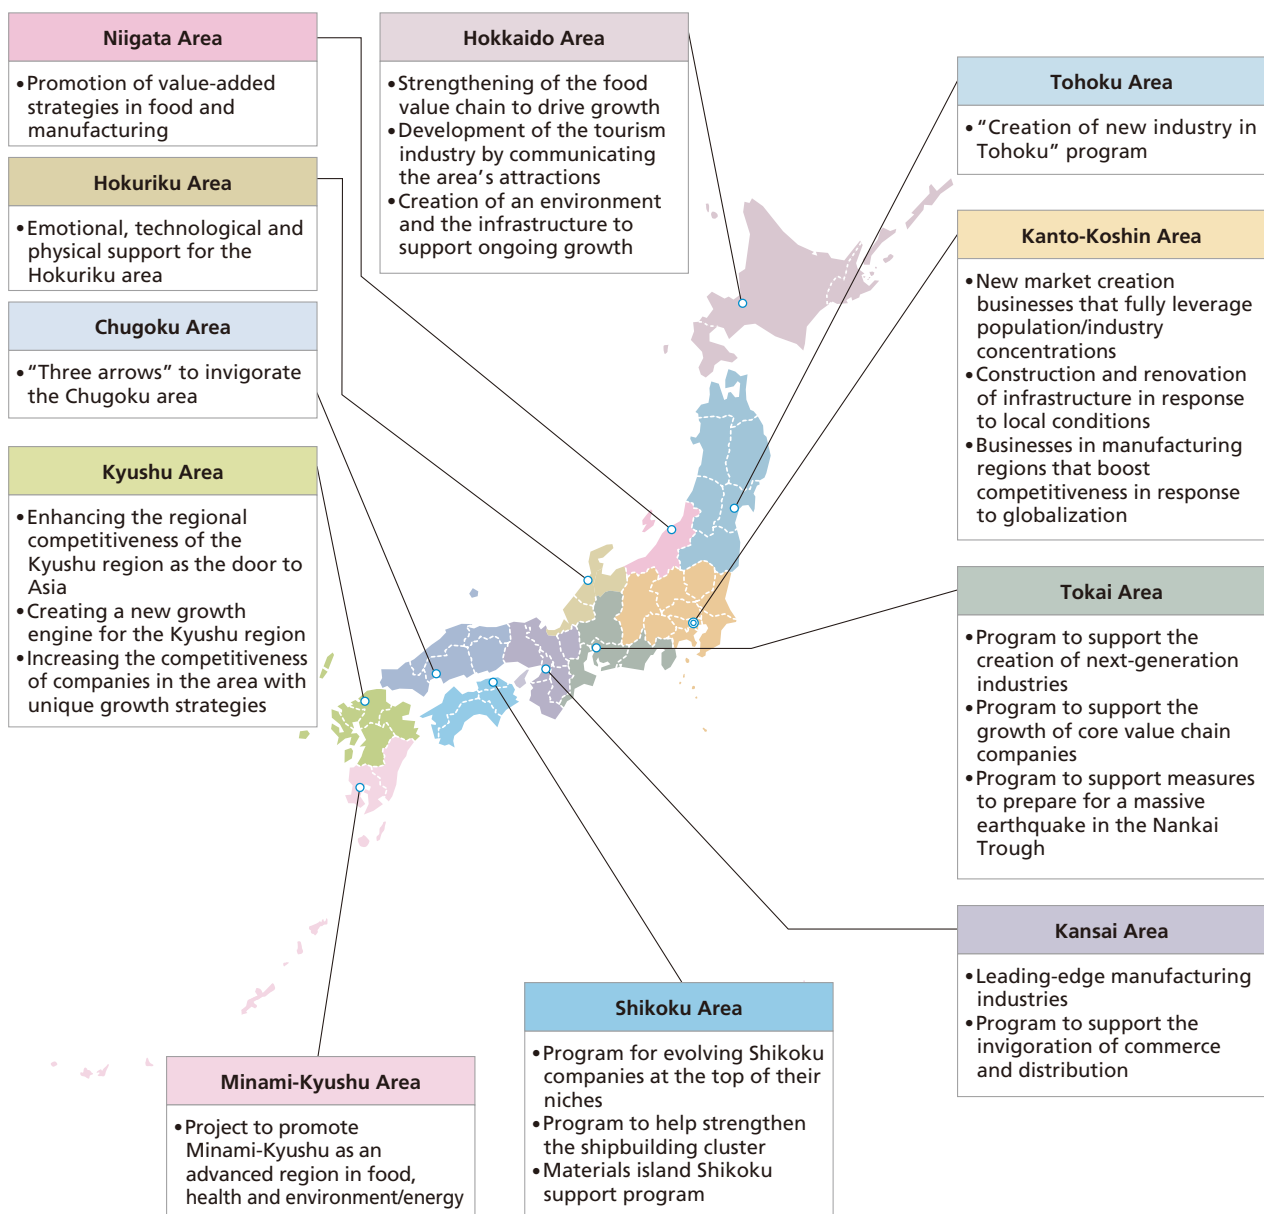 Niigata Area
•Promotion of value-added
strategies in food and
manufacturing
Hokuriku Area
•Emotional, technological and
physical support for the
Hokuriku area
Chugoku Area
•“Three arrows” to invigorate
the Chugoku area
Kyushu Area
•Enhancing the regional
competitiveness of the
Kyushu region as the door to
Asia
•Creating a new growth
engine for the Kyushu region
•Increasing the competitiveness
of companies in the area with
unique growth strategies
Hokkaido Area
•Strengthening of the food
value chain to drive growth
•Development of the tourism
industry by communicating
the area’s attractions
•Creation of an environment
and the infrastructure to
support ongoing growth
Tohoku Area
•“Creation of new industry in
Tohoku” program
Kanto-Koshin Area
•New market creation
businesses that fully leverage
population/industry
concentrations
•Construction and renovation
of infrastructure in response
to local conditions
•Businesses in manufacturing
regions that boost
competitiveness in response
to globalization
Tokai Area
•Program to support the
creation of next-generation
industries
•Program to support the
growth of core value chain
companies
•Program to support measures
to prepare for a massive
earthquake in the Nankai
Trough
Kansai Area
•Leading-edge manufacturing
industries
•Program to support the
invigoration of commerce
and distribution
Shikoku Area
•Program for evolving Shikoku
companies at the top of their
niches
•Program to help strengthen
the shipbuilding cluster
•Materials island Shikoku
support program
Minami-Kyushu Area
•Project to promote
Minami-Kyushu as an
advanced region in food,
health and environment/energy